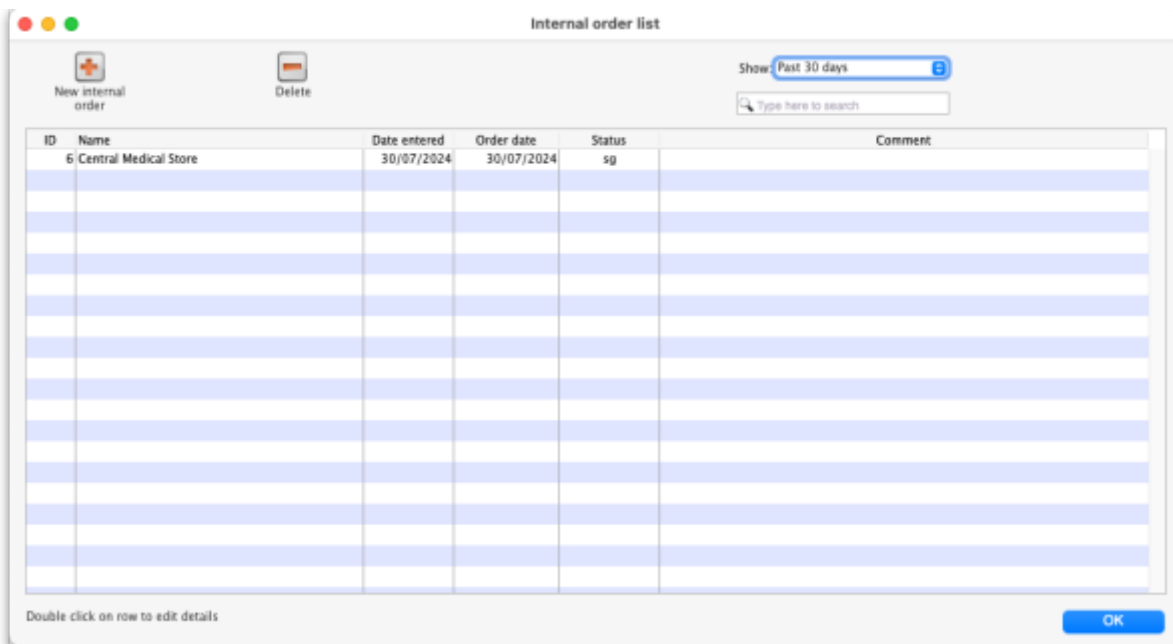 Internal order list
New internal order
Delete
Show: Past 30 days
Type here to search
ID Name Date entered Order date Status Comment
6 Central Medical Store 30/07/2024 30/07/2024 sg
Double click on row to edit details
OK